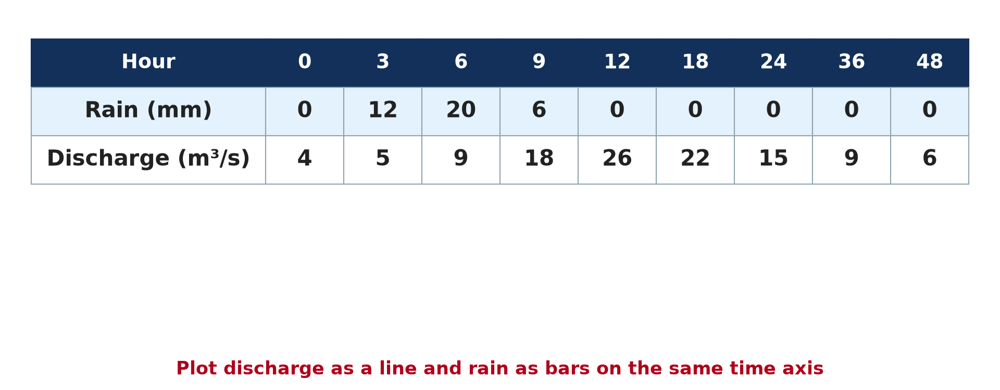 Hour 0 3 6 9 12 18 24 36 48
Rain (mm) 0 12 20 6 0 0 0 0 0
Discharge (m³/s) 4 5 9 18 26 22 15 9 6
Plot discharge as a line and rain as bars on the same time axis